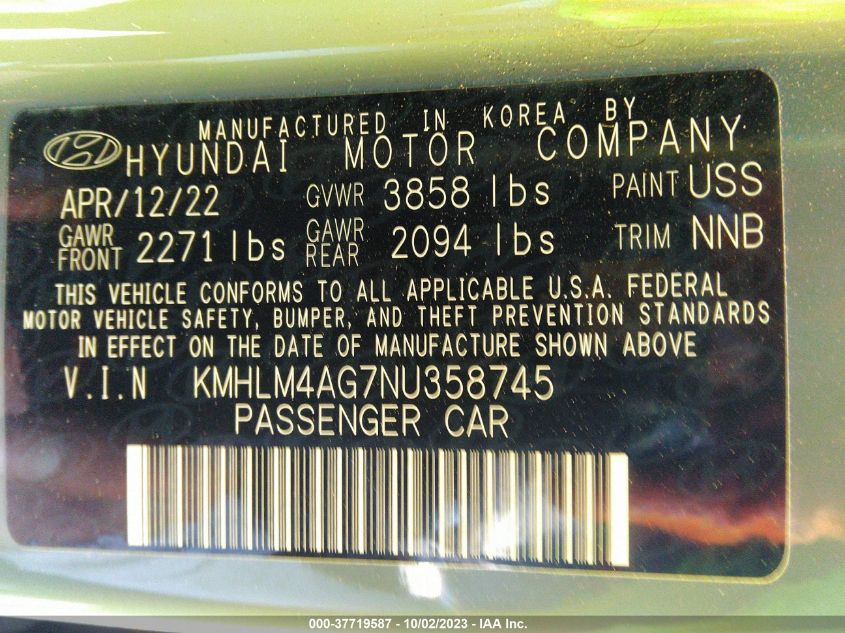 MANUFACTURED IN KOREA BY
HYUNDAI MOTOR COMPANY
APR/12/22 GVWR 3858 lbs PAINT USS
GAWR FRONT 2271 lbs GAWR REAR 2094 lbs TRIM NNB
THIS VEHICLE CONFORMS TO ALL APPLICABLE U.S.A. FEDERAL
MOTOR VEHICLE SAFETY, BUMPER, AND THEFT PREVENTION STANDARDS
IN EFFECT ON THE DATE OF MANUFACTURE SHOWN ABOVE
V.I.N KMHLM4AG7NU358745
PASSENGER CAR
000-37719587 - 10/02/2023 - IAA Inc.